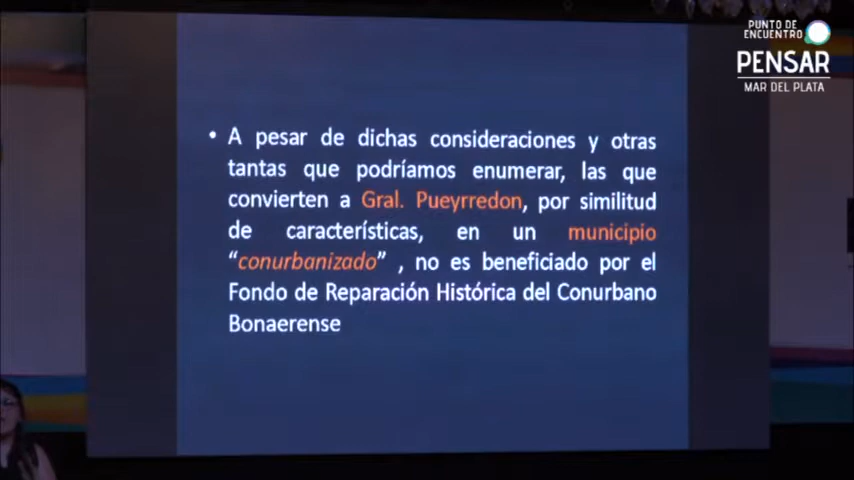 PUNTO DE
ENCUENTRO
PENSAR
MAR DEL PLATA
• A pesar de dichas consideraciones y otras
tantas que podríamos enumerar, las que
convierten a Gral. Pueyrredon, por similitud
de características, en un municipio
“conurbanizado” , no es beneficiado por el
Fondo de Reparación Histórica del Conurbano
Bonaerense